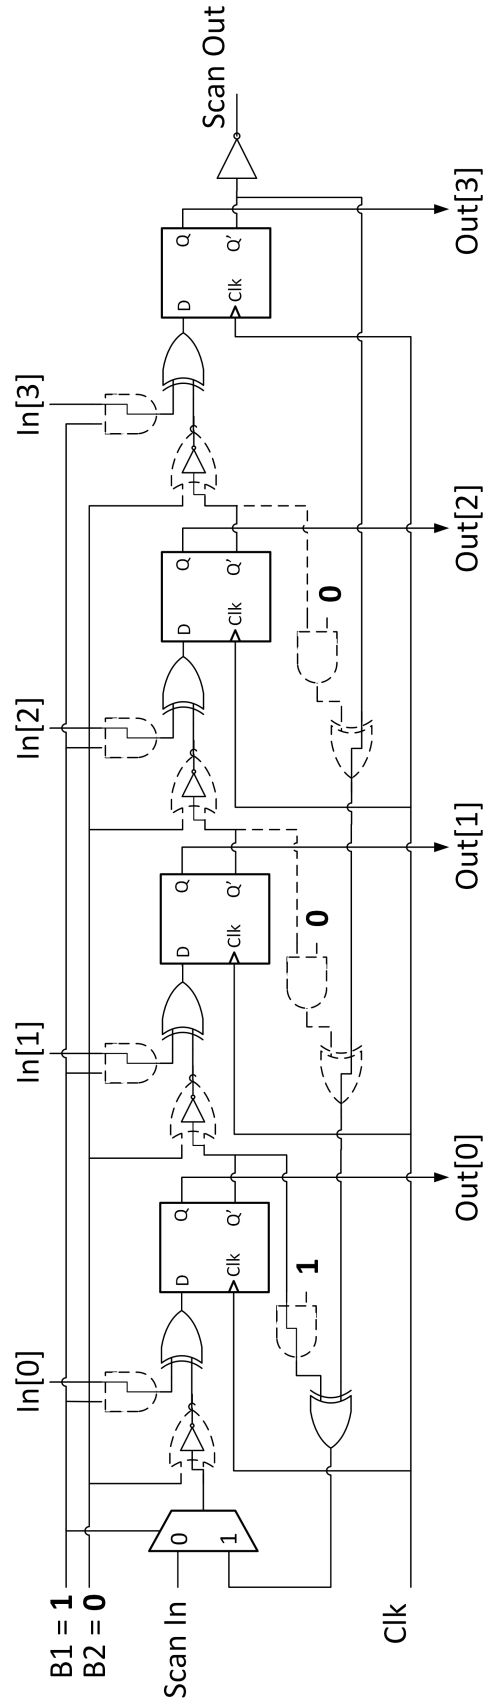 B1 = 1
B2 = 0
In[0]
In[1]
In[2]
In[3]
Scan In
0
1
D
Q
Clk
Q'
D
Q
Clk
Q'
D
Q
Clk
Q'
D
Q
Clk
Q'
Scan Out
1
0
0
Clk
Out[0]
Out[1]
Out[2]
Out[3]